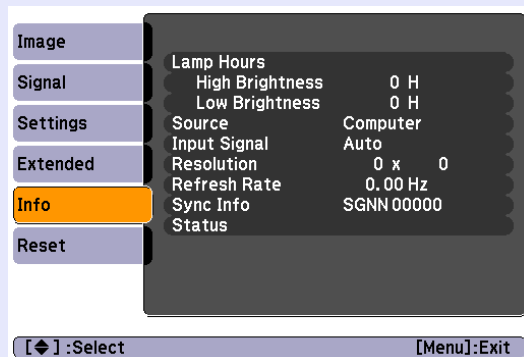 Image
Signal
Settings
Extended
Info
Reset
Lamp Hours
High Brightness 0 H
Low Brightness 0 H
Source Computer
Input Signal Auto
Resolution 0 x 0
Refresh Rate 0.00 Hz
Sync Info SGNN 00000
Status
[◆] :Select [Menu]:Exit